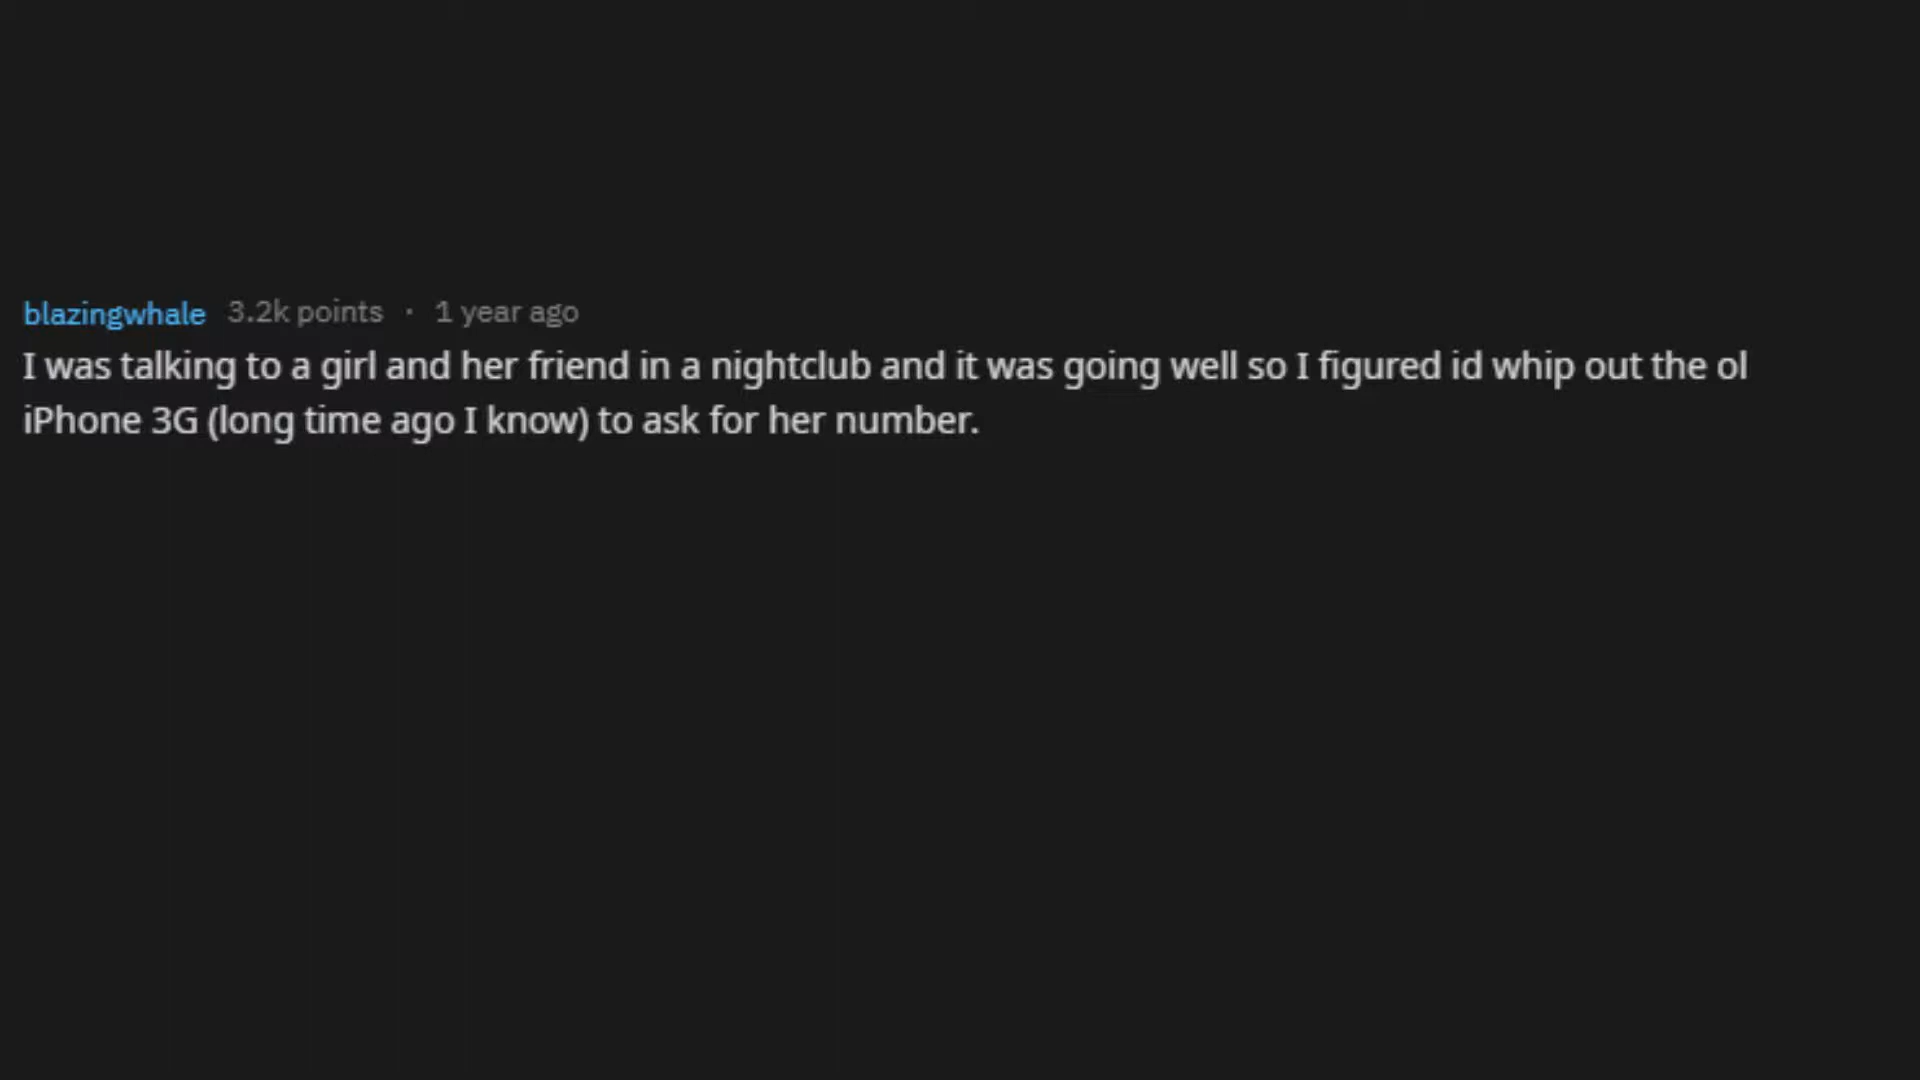 blazingwhale 3.2k points · 1 year ago
I was talking to a girl and her friend in a nightclub and it was going well so I figured id whip out the ol
iPhone 3G (long time ago I know) to ask for her number.